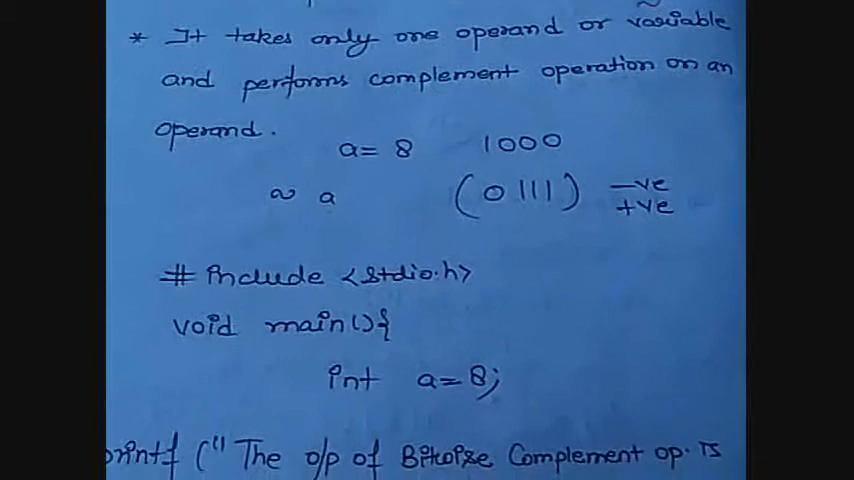 * It takes only one operand or variable
and performs complement operation on an
operand.
a= 8 1000
~ a (0111) -ve
+ve
# include <stdio.h>
void main(){
int a=8;
printf (" The o/p of Bitwise Complement op. is